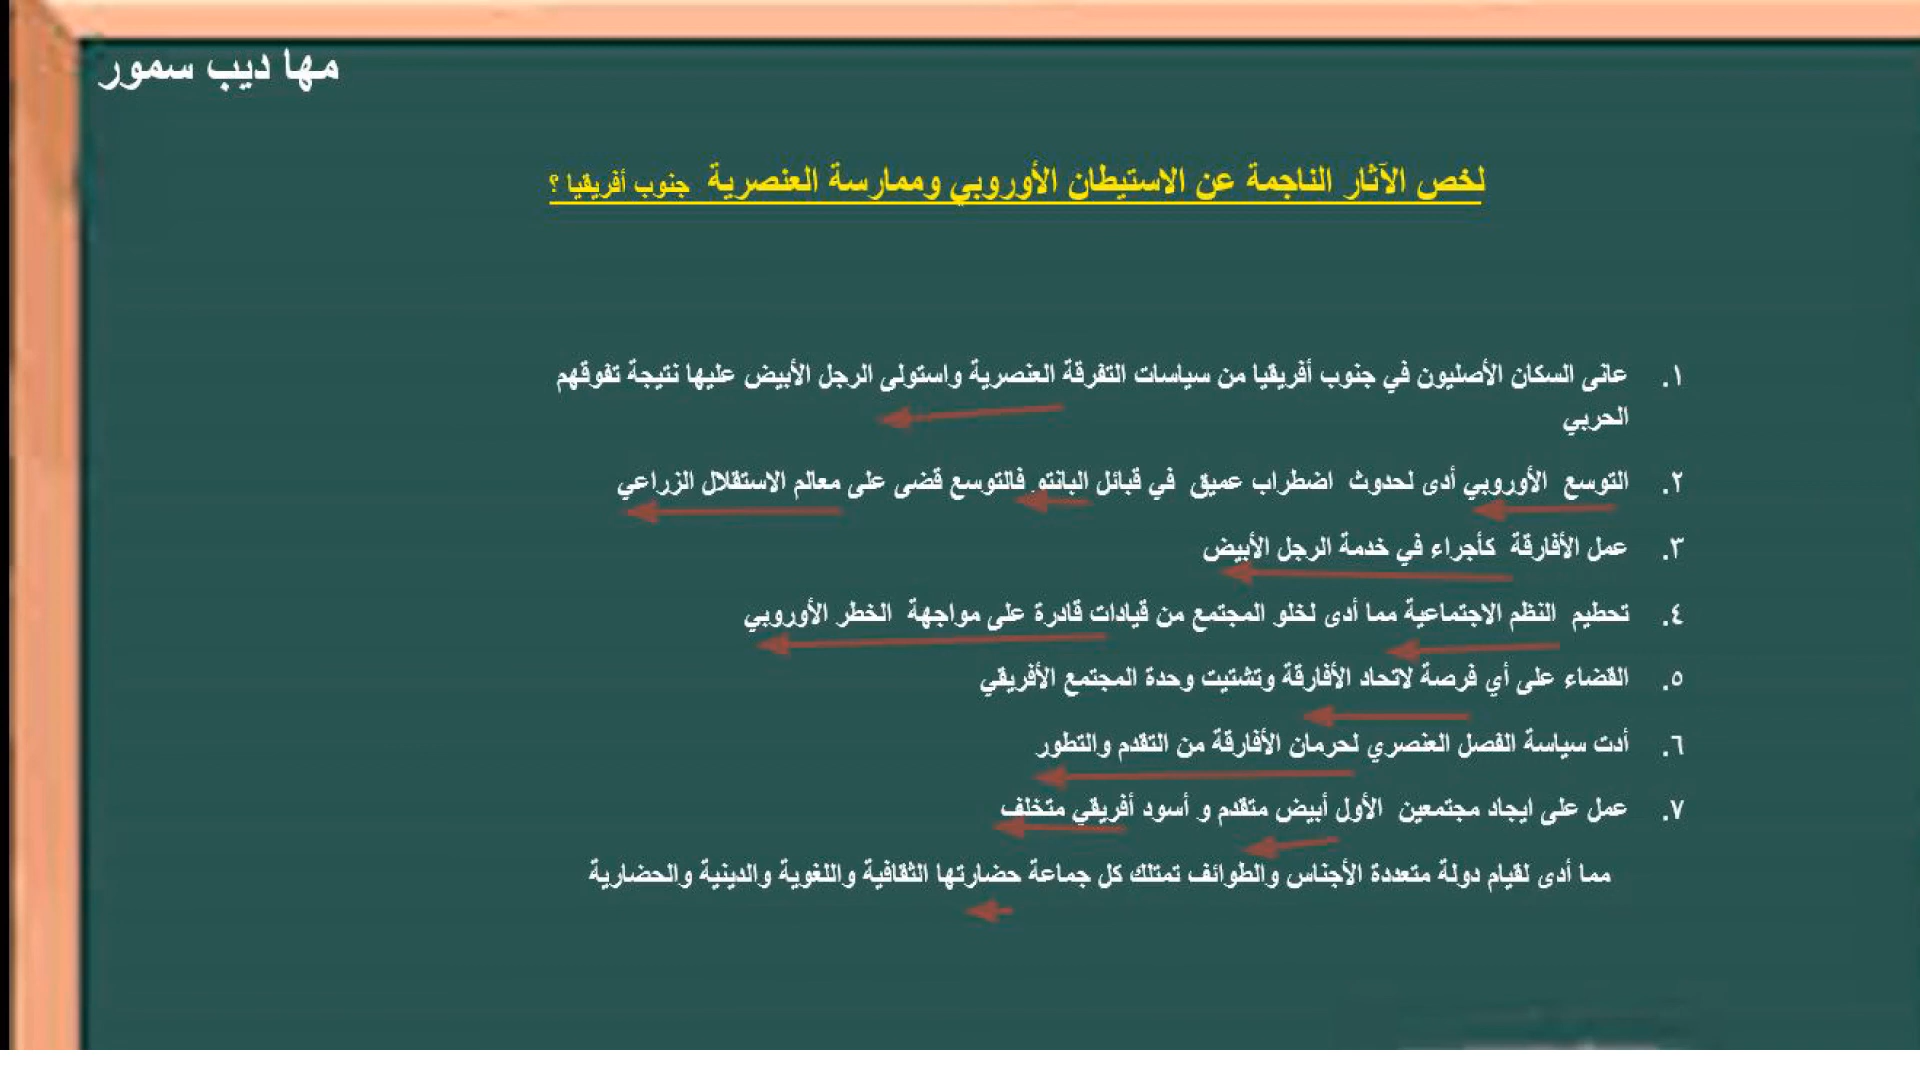 مها ديب سمور
لخص الآثار الناجمة عن الاستيطان الأوروبي وممارسة العنصرية جنوب أفريقيا ؟
١. عانى السكان الأصليون في جنوب أفريقيا من سياسات التفرقة العنصرية واستولى الرجل الأبيض عليها نتيجة تفوقهم
الحربي
٢. التوسع الأوروبي أدى لحدوث اضطراب عميق في قبائل البانتو. فالتوسع قضى على معالم الاستقلال الزراعي
٣. عمل الأفارقة كأجراء في خدمة الرجل الأبيض
٤. تحطيم النظم الاجتماعية مما أدى لخلو المجتمع من قيادات قادرة على مواجهة الخطر الأوروبي
٥. القضاء على أي فرصة لاتحاد الأفارقة وتشتيت وحدة المجتمع الأفريقي
٦. أدت سياسة الفصل العنصري لحرمان الأفارقة من التقدم والتطور
٧. عمل على ايجاد مجتمعين الأول أبيض متقدم و أسود أفريقي متخلف
مما أدى لقيام دولة متعددة الأجناس والطوائف تمتلك كل جماعة حضارتها الثقافية واللغوية والدينية والحضارية